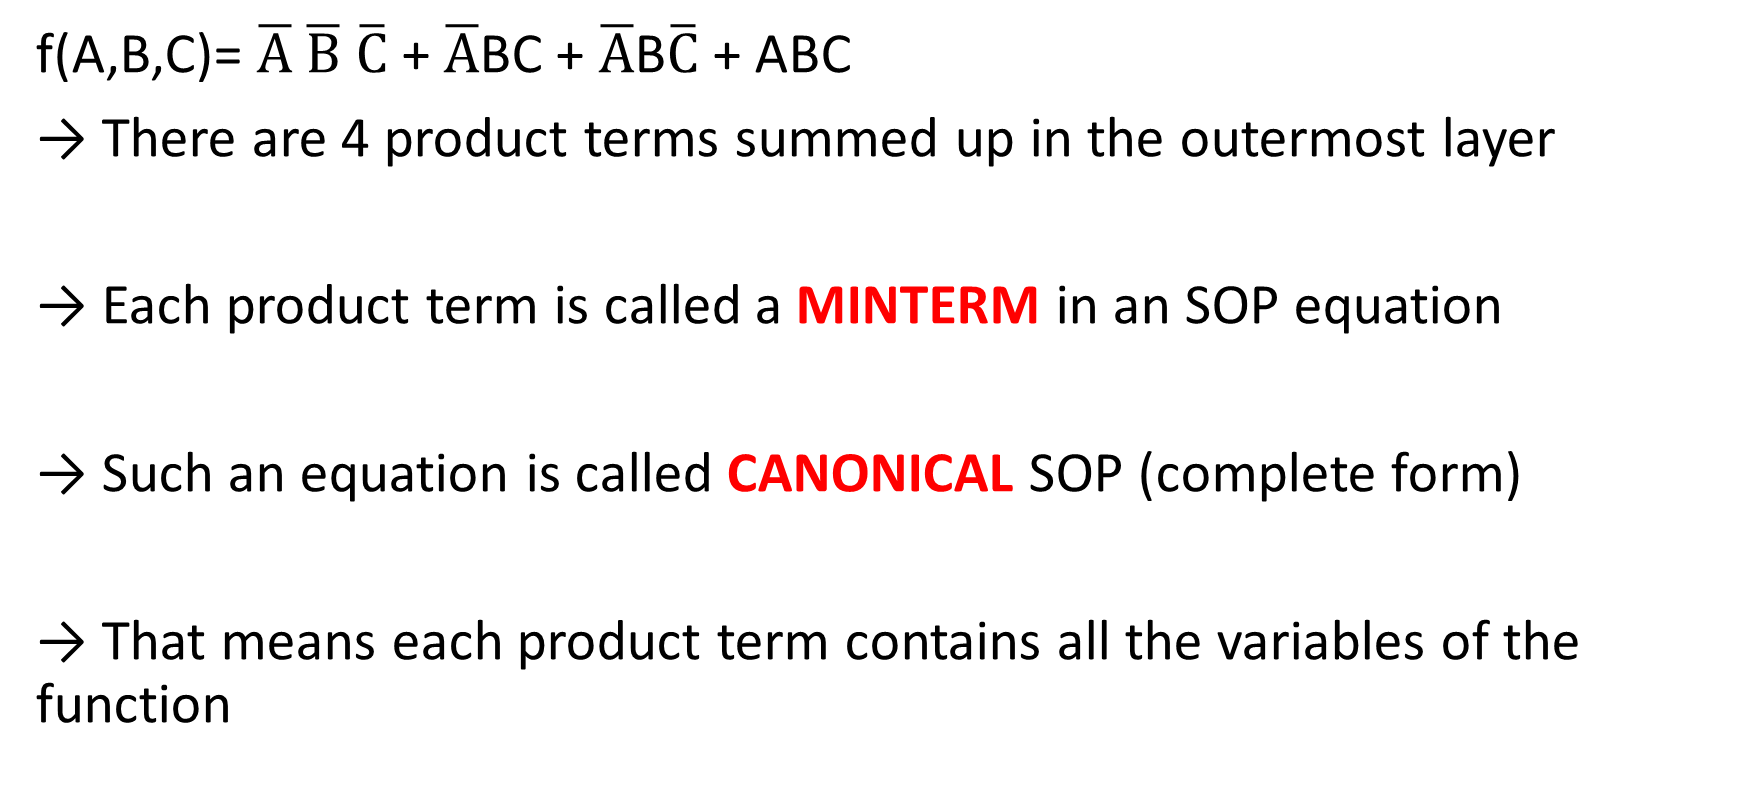 f(A,B,C)= A̅ B̅ C̅ + A̅BC + A̅BC̅ + ABC
→ There are 4 product terms summed up in the outermost layer
→ Each product term is called a MINTERM in an SOP equation
→ Such an equation is called CANONICAL SOP (complete form)
→ That means each product term contains all the variables of the
function